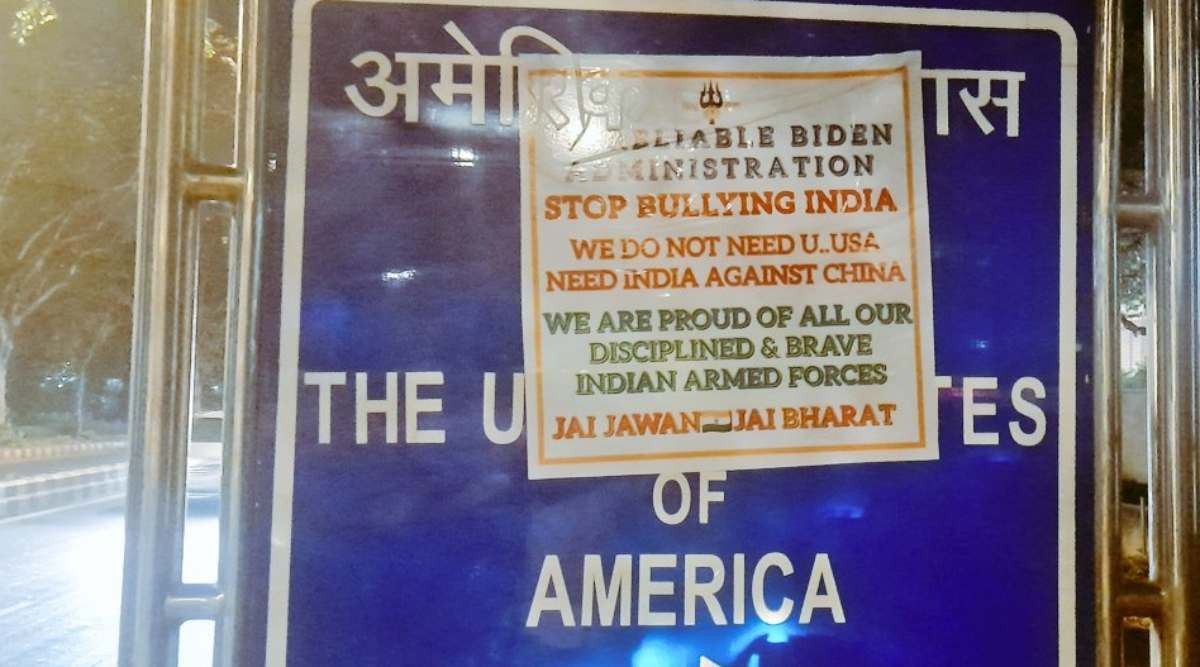 अमेरि वास
RELIABLE BIDEN
ADMINISTRATION
STOP BULLYING INDIA
WE DO NOT NEED U..USA
NEED INDIA AGAINST CHINA
WE ARE PROUD OF ALL OUR
DISCIPLINED & BRAVE
INDIAN ARMED FORCES
JAI JAWAN JAI BHARAT
THE U TES
OF
AMERICA